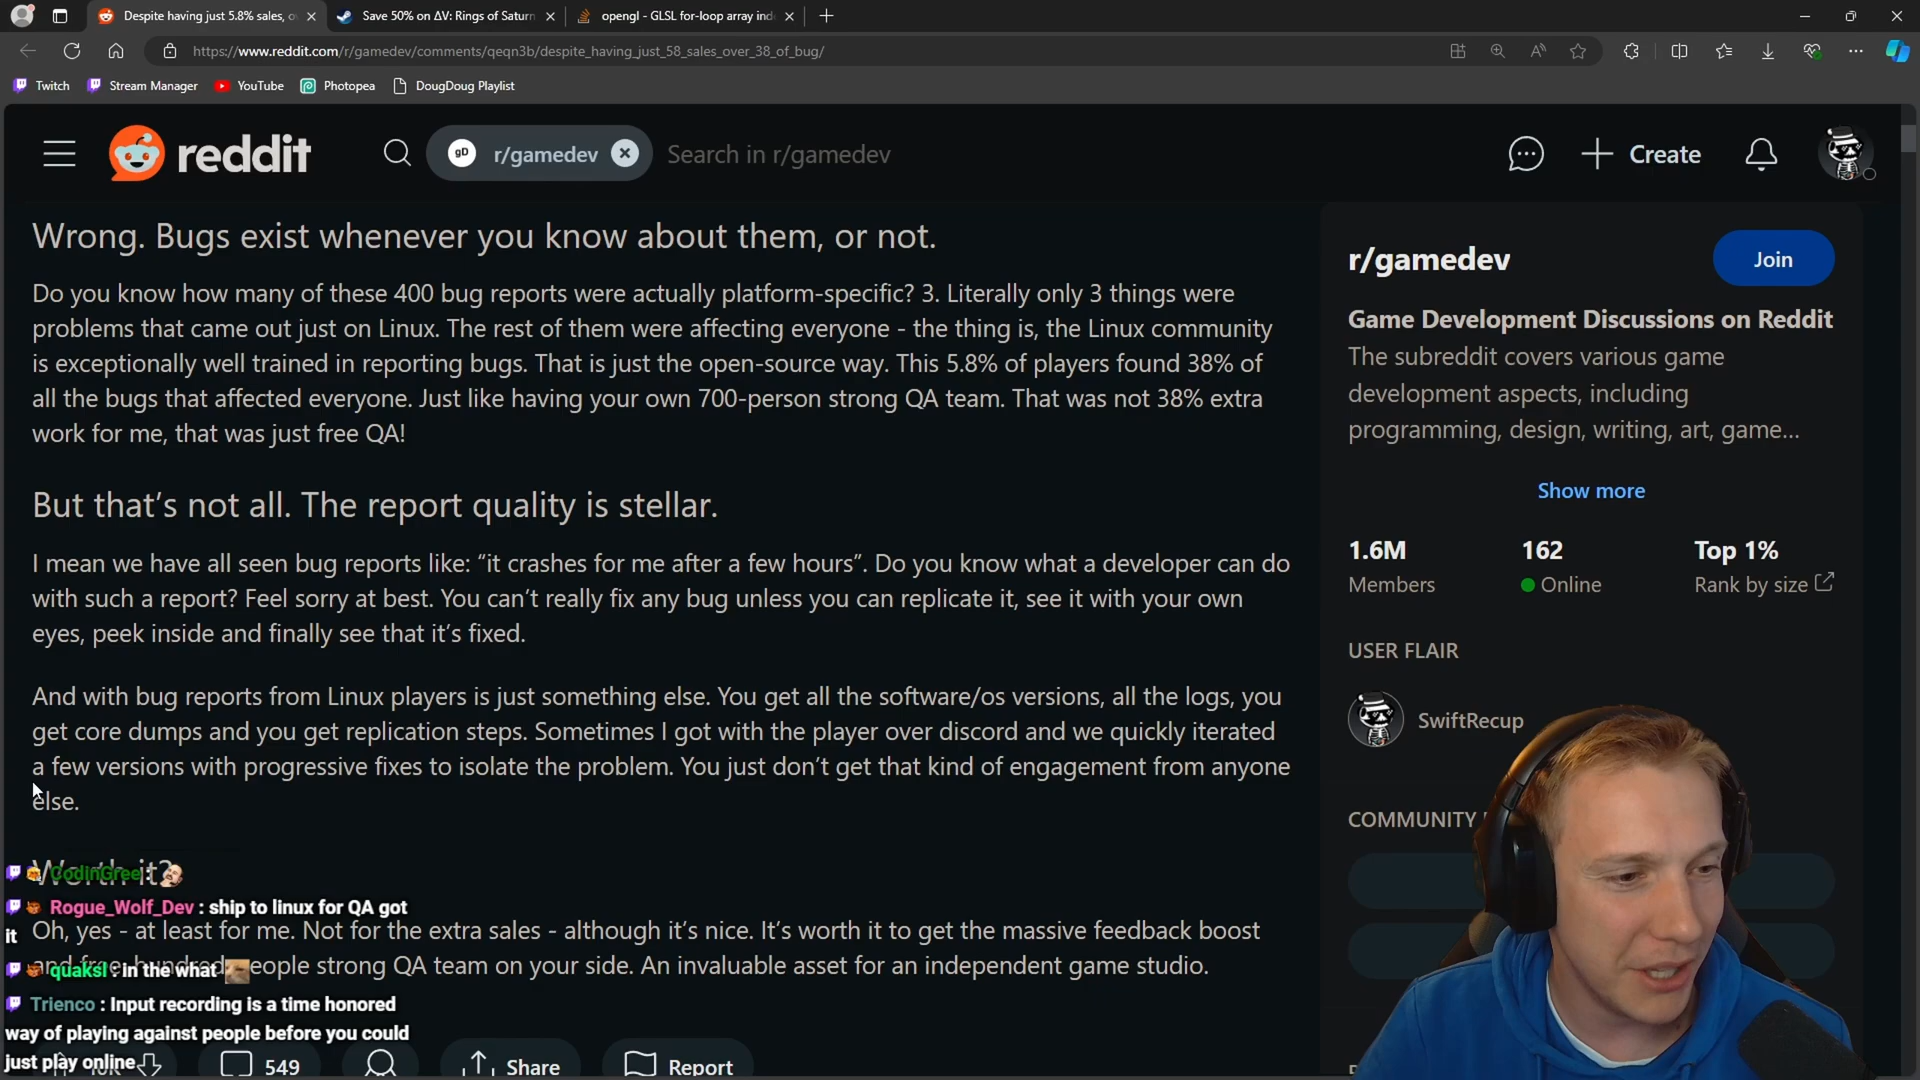 Despite having just 5.8% sales, o
Save 50% on ΔV: Rings of Saturn
opengl - GLSL for-loop array ind
https://www.reddit.com/r/gamedev/comments/qeqn3b/despite_having_just_58_sales_over_38_of_bug/
Twitch
Stream Manager
YouTube
Photopea
DougDoug Playlist
reddit
gD
r/gamedev
Search in r/gamedev
Create
Wrong. Bugs exist whenever you know about them, or not.
Do you know how many of these 400 bug reports were actually platform-specific? 3. Literally only 3 things were
problems that came out just on Linux. The rest of them were affecting everyone - the thing is, the Linux community
is exceptionally well trained in reporting bugs. That is just the open-source way. This 5.8% of players found 38% of
all the bugs that affected everyone. Just like having your own 700-person strong QA team. That was not 38% extra
work for me, that was just free QA!
But that’s not all. The report quality is stellar.
I mean we have all seen bug reports like: “it crashes for me after a few hours”. Do you know what a developer can do
with such a report? Feel sorry at best. You can’t really fix any bug unless you can replicate it, see it with your own
eyes, peek inside and finally see that it’s fixed.
And with bug reports from Linux players is just something else. You get all the software/os versions, all the logs, you
get core dumps and you get replication steps. Sometimes I got with the player over discord and we quickly iterated
a few versions with progressive fixes to isolate the problem. You just don’t get that kind of engagement from anyone
else.
Worth it?
Oh, yes - at least for me. Not for the extra sales - although it’s nice. It’s worth it to get the massive feedback boost
people strong QA team on your side. An invaluable asset for an independent game studio.
549
Share
Report
CodinGree :
Rogue_Wolf_Dev : ship to linux for QA got
it
quaksl : in the what
Trienco : Input recording is a time honored
way of playing against people before you could
just play online
r/gamedev
Join
Game Development Discussions on Reddit
The subreddit covers various game
development aspects, including
programming, design, writing, art, game...
Show more
1.6M
Members
162
Online
Top 1%
Rank by size
USER FLAIR
SwiftRecup
COMMUNITY